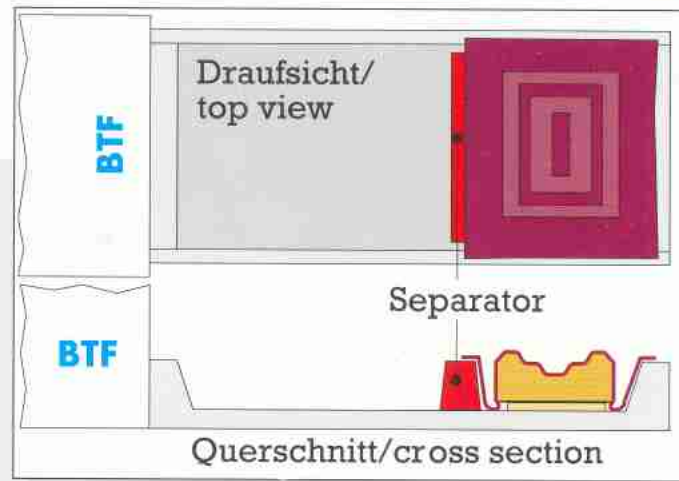 Draufsicht/
top view
BTF
Separator
BTF
Querschnitt/cross section